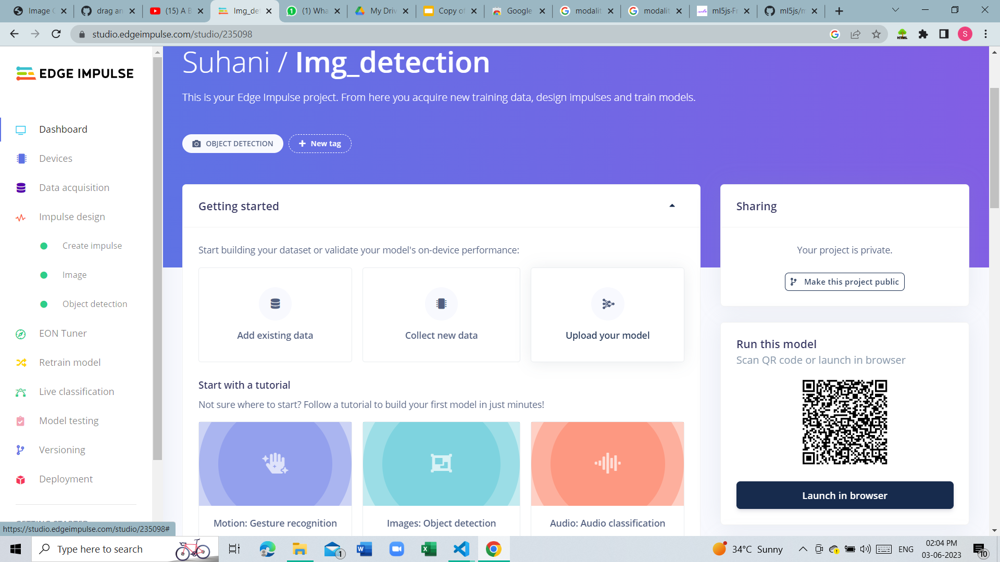 Image C
drag an
(15) A B
Img_det
(1) Wha
My Driv
Copy of
Google
modalit
modalit
ml5js·Fr
ml5js/m
studio.edgeimpulse.com/studio/235098
HTML
S
EDGE IMPULSE
Dashboard
Devices
Data acquisition
Impulse design
Create impulse
Image
Object detection
EON Tuner
Retrain model
Live classification
Model testing
Versioning
Deployment
GETTING STARTED
https://studio.edgeimpulse.com/studio/235098#
Suhani / Img_detection
This is your Edge Impulse project. From here you acquire new training data, design impulses and train models.
OBJECT DETECTION
+ New tag
Getting started
Start building your dataset or validate your model's on-device performance:
Add existing data
Collect new data
Upload your model
Start with a tutorial
Not sure where to start? Follow a tutorial to build your first model in just minutes!
Motion: Gesture recognition
Images: Object detection
Audio: Audio classification
Sharing
Your project is private.
Make this project public
Run this model
Scan QR code or launch in browser
Launch in browser
Type here to search
1
34°C Sunny
ENG
02:04 PM
03-06-2023
10